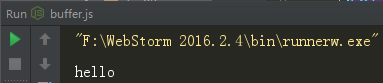 Run buffer.js
"F:\WebStorm 2016.2.4\bin\runnerw.exe"
hello